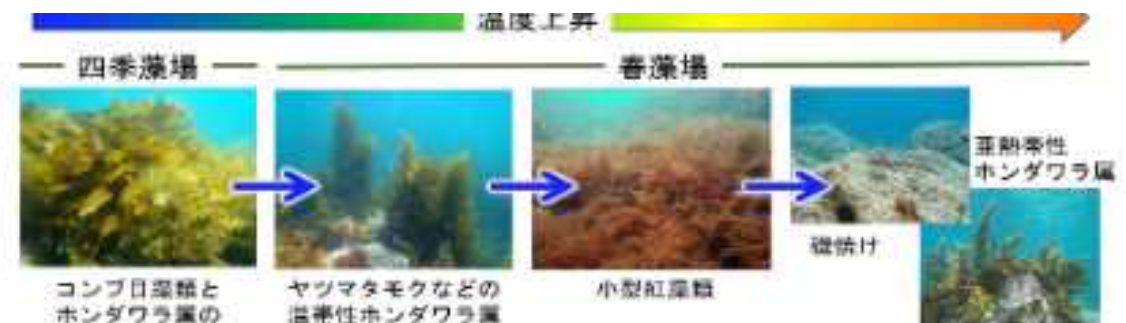 温度上昇
四季藻場
春藻場
亜熱帯性
ホンダワラ属
磯焼け
コンブ目藻類と
ホンダワラ属の
ヤツマタモクなどの
温帯性ホンダワラ属
小型紅藻類